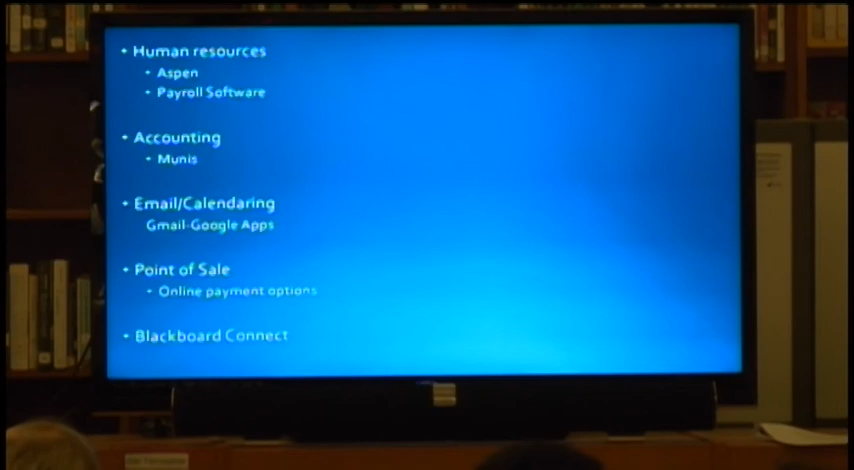 • Human resources
• Aspen
• Payroll Software
• Accounting
• Munis
• Email/Calendaring
Gmail-Google Apps
• Point of Sale
• Online payment options
• Blackboard Connect